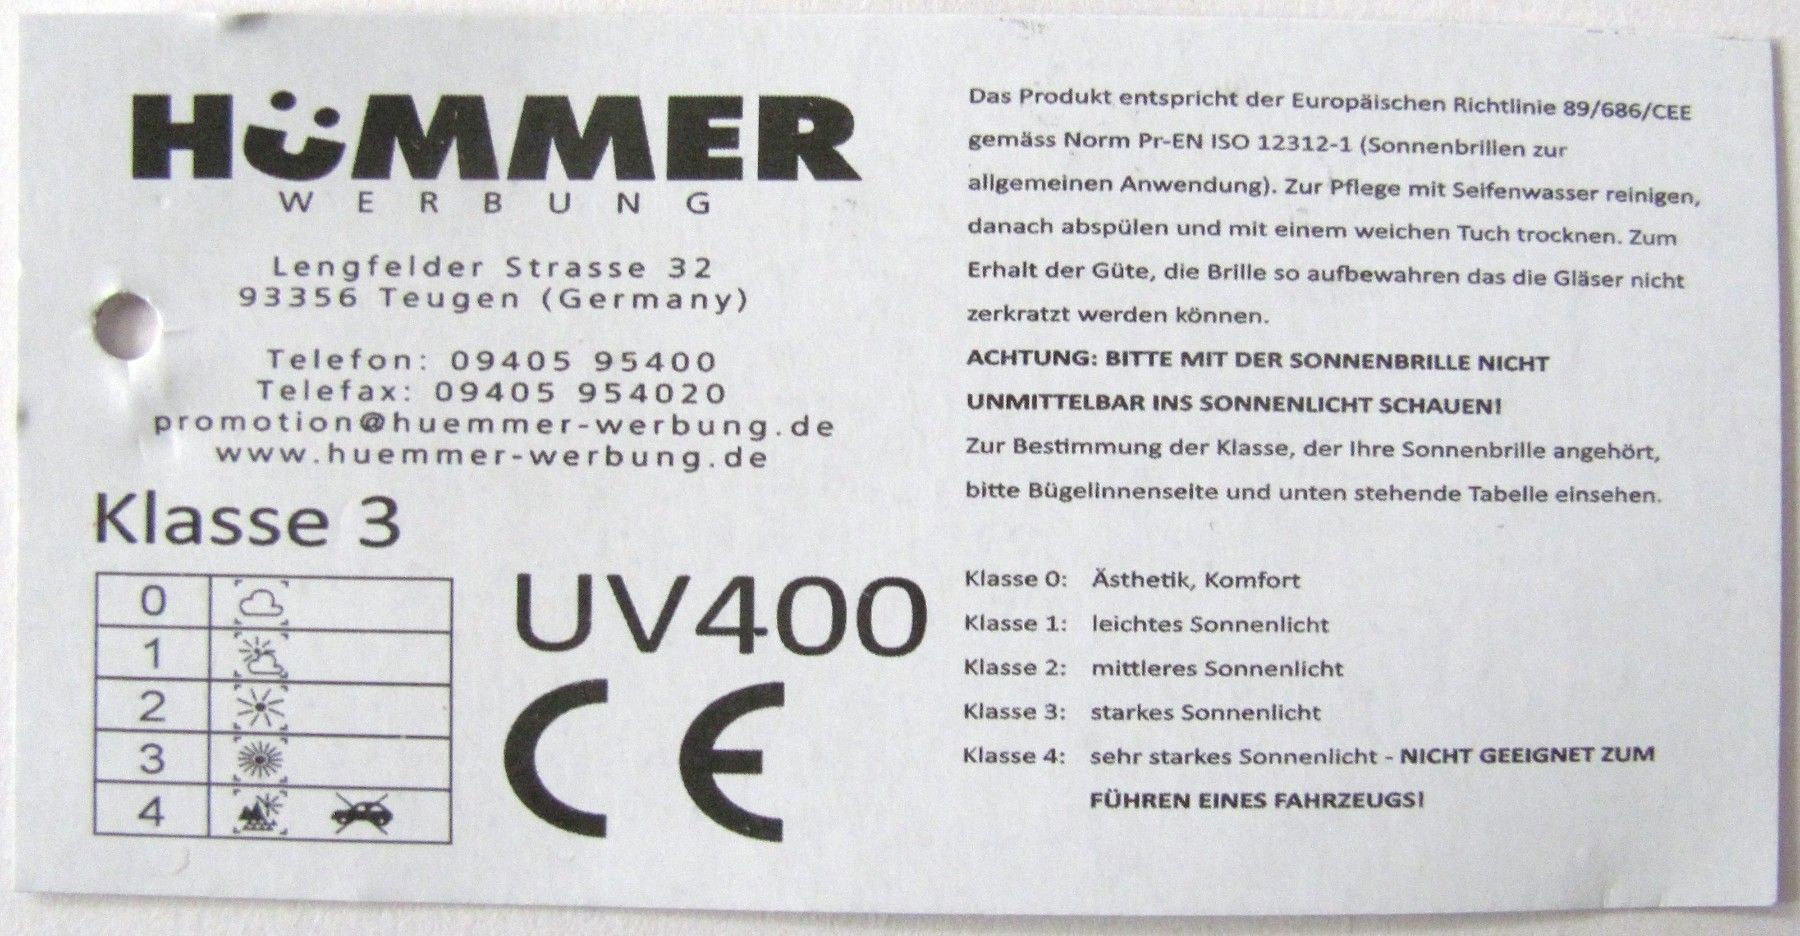 HÜMMER
WERBUNG
Lengfelder Strasse 32
93356 Teugen (Germany)
Telefon: 09405 95400
Telefax: 09405 954020
promotion@huemmer-werbung.de
www.huemmer-werbung.de
Klasse 3
0
1
2
3
4
UV400
CE
Das Produkt entspricht der Europäischen Richtlinie 89/686/CEE
gemäss Norm Pr-EN ISO 12312-1 (Sonnenbrillen zur
allgemeinen Anwendung). Zur Pflege mit Seifenwasser reinigen,
danach abspülen und mit einem weichen Tuch trocknen. Zum
Erhalt der Güte, die Brille so aufbewahren das die Gläser nicht
zerkratzt werden können.
ACHTUNG: BITTE MIT DER SONNENBRILLE NICHT
UNMITTELBAR INS SONNENLICHT SCHAUEN!
Zur Bestimmung der Klasse, der Ihre Sonnenbrille angehört,
bitte Bügelinnenseite und unten stehende Tabelle einsehen.
Klasse 0: Ästhetik, Komfort
Klasse 1: leichtes Sonnenlicht
Klasse 2: mittleres Sonnenlicht
Klasse 3: starkes Sonnenlicht
Klasse 4: sehr starkes Sonnenlicht - NICHT GEEIGNET ZUM
FÜHREN EINES FAHRZEUGS!